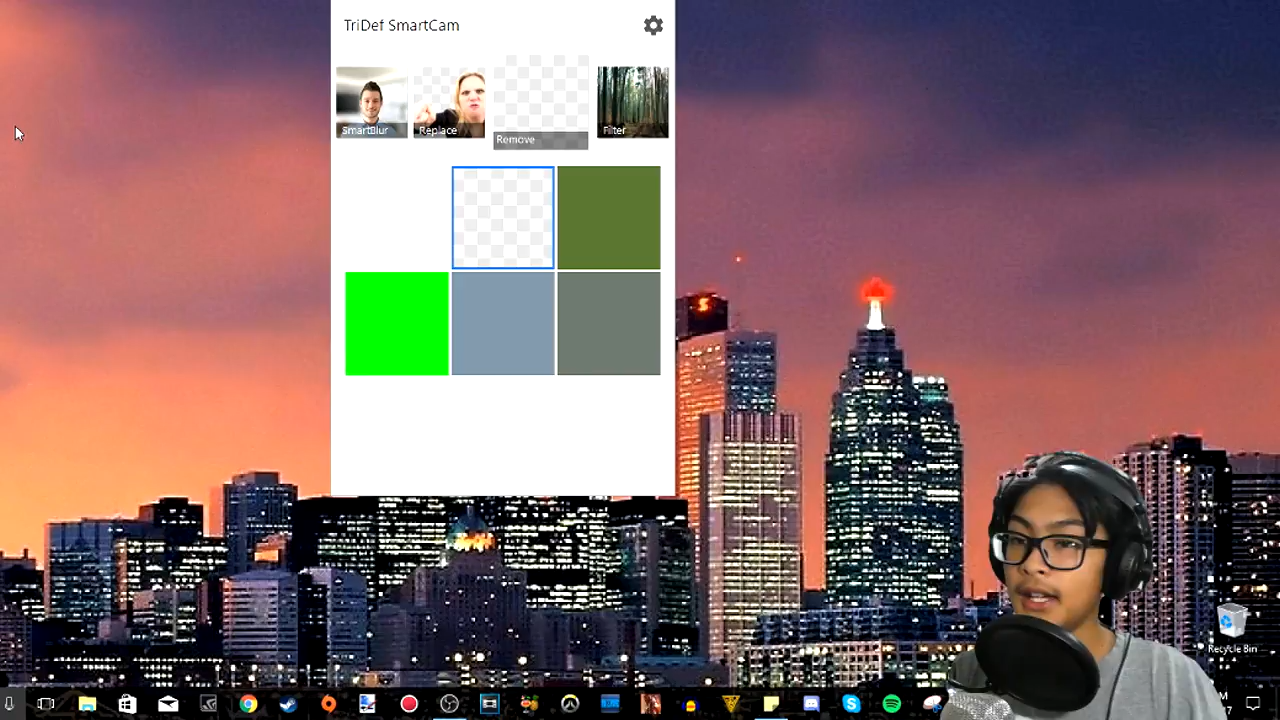 TriDef SmartCam
SmartBlur
Replace
Remove
Filter
Recycle Bin